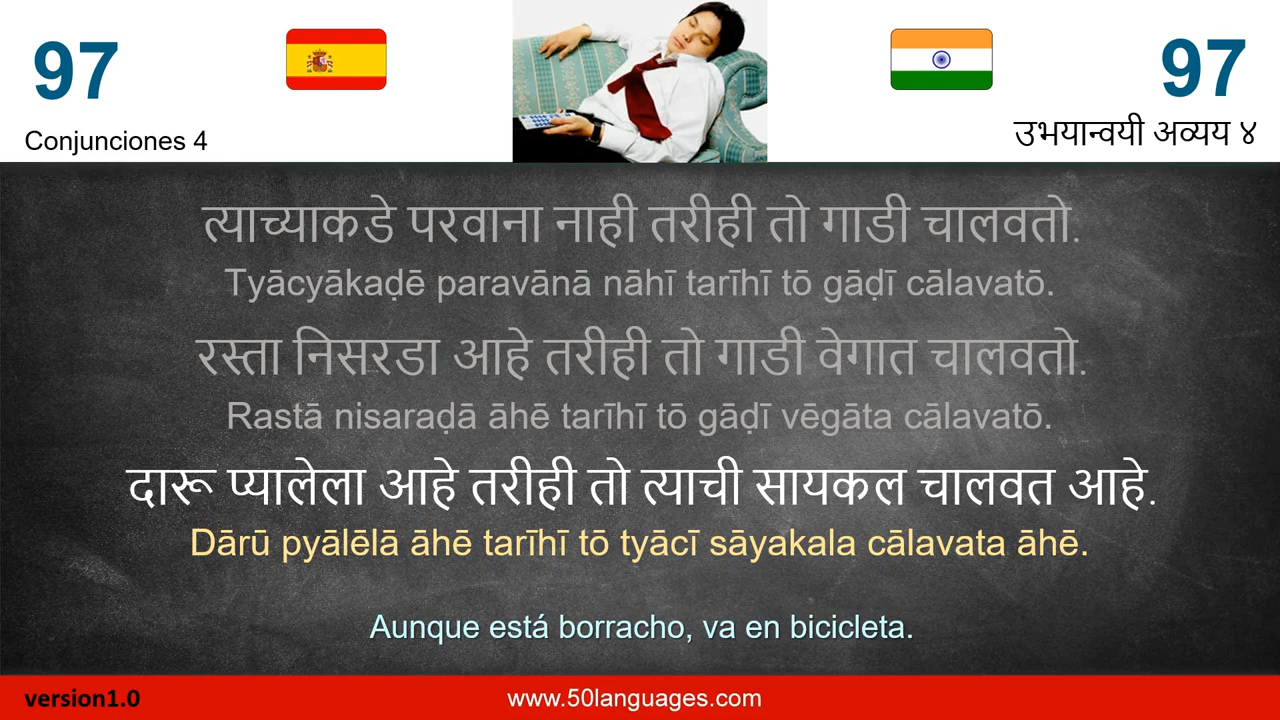 97
97
Conjunciones 4
उभयान्वयी अव्यय ४
त्याच्याकडे परवाना नाही तरीही तो गाडी चालवतो.
Tyācyākaḍē paravānā nāhī tarīhī tō gāḍī cālavatō.
रस्ता निसरडा आहे तरीही तो गाडी वेगात चालवतो.
Rastā nisaraḍā āhē tarīhī tō gāḍī vēgāta cālavatō.
दारू प्यालेला आहे तरीही तो त्याची सायकल चालवत आहे.
Dārū pyālēlā āhē tarīhī tō tyācī sāyakala cālavata āhē.
Aunque está borracho, va en bicicleta.
version1.0
www.50languages.com